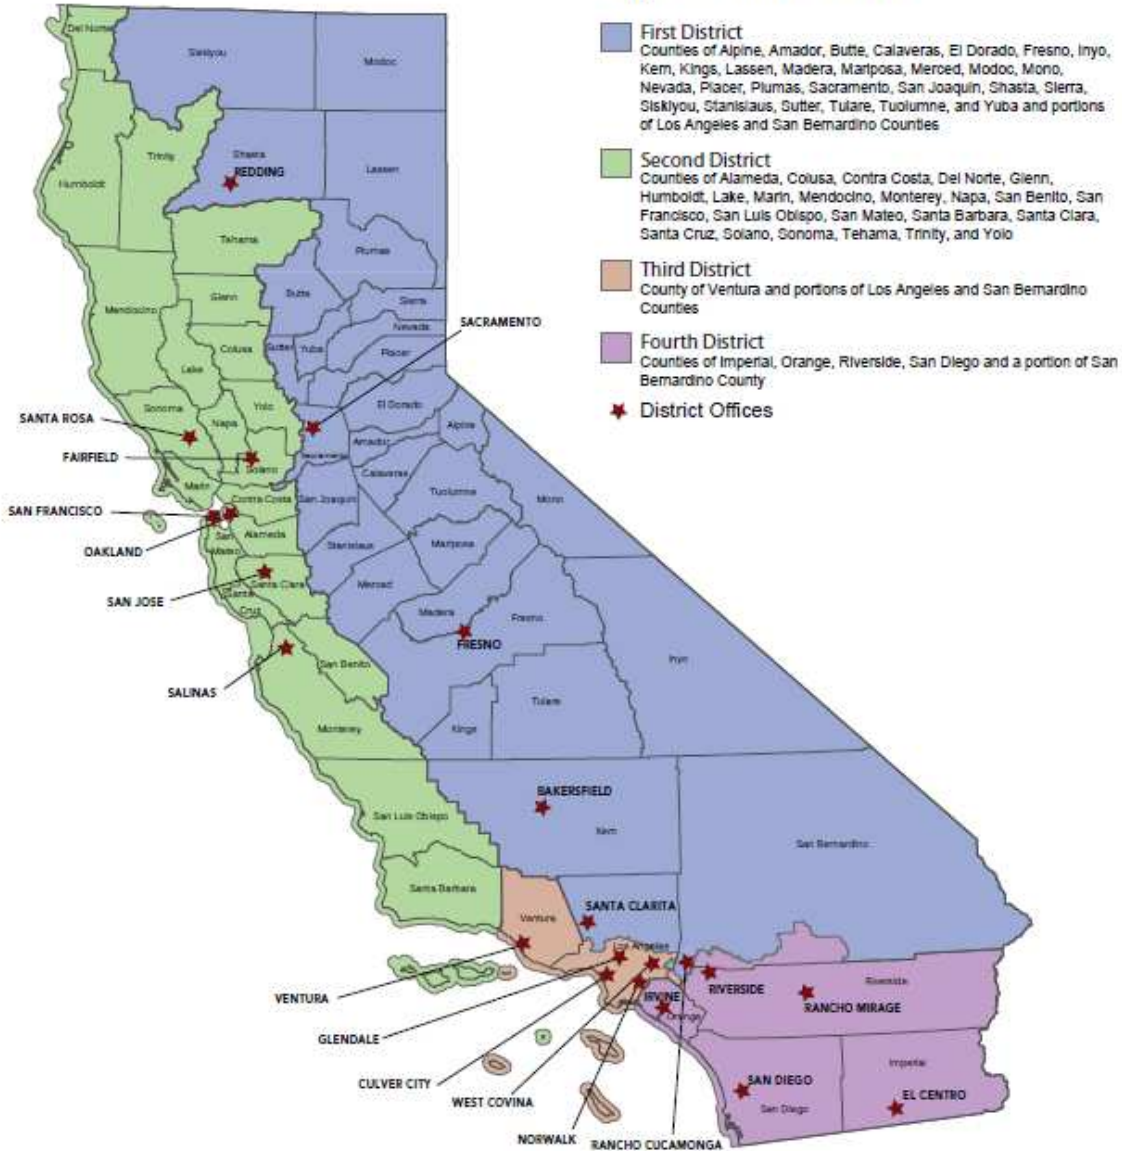 First District
Counties of Alpine, Amador, Butte, Calaveras, El Dorado, Fresno, Inyo,
Kern, Kings, Lassen, Madera, Mariposa, Merced, Modoc, Mono,
Nevada, Placer, Plumas, Sacramento, San Joaquin, Shasta, Sierra,
Siskiyou, Stanislaus, Sutter, Tulare, Tuolumne, and Yuba and portions
of Los Angeles and San Bernardino Counties
Second District
Counties of Alameda, Colusa, Contra Costa, Del Norte, Glenn,
Humboldt, Lake, Marin, Mendocino, Monterey, Napa, San Benito, San
Francisco, San Luis Obispo, San Mateo, Santa Barbara, Santa Clara,
Santa Cruz, Solano, Sonoma, Tehama, Trinity, and Yolo
Third District
County of Ventura and portions of Los Angeles and San Bernardino
Counties
Fourth District
Counties of Imperial, Orange, Riverside, San Diego and a portion of San
Bernardino County
District Offices
Del Norte
Siskiyou
Modoc
Trinity
Shasta
REDDING
Lassen
Humboldt
Tehama
Plumas
Mendocino
Glenn
Butte
Sierra
Nevada
SACRAMENTO
Colusa
Sutter
Yuba
Placer
Lake
Sonoma
Napa
Yolo
El Dorado
Alpine
SANTA ROSA
Amador
Sacramento
FAIRFIELD
Solano
Calaveras
Marin
Contra Costa
San Joaquin
Tuolumne
Mono
SAN FRANCISCO
OAKLAND
San
Mateo
Alameda
Stanislaus
Mariposa
SAN JOSE
Santa Clara
Santa
Cruz
Merced
Madera
Fresno
FRESNO
Inyo
SALINAS
San Benito
Monterey
Kings
Tulare
San Luis Obispo
BAKERSFIELD
Kern
San Bernardino
Santa Barbara
Ventura
SANTA CLARITA
Los Angeles
VENTURA
GLENDALE
CULVER CITY
WEST COVINA
NORWALK
RANCHO CUCAMONGA
IRVINE
Orange
RIVERSIDE
Riverside
RANCHO MIRAGE
SAN DIEGO
San Diego
Imperial
EL CENTRO